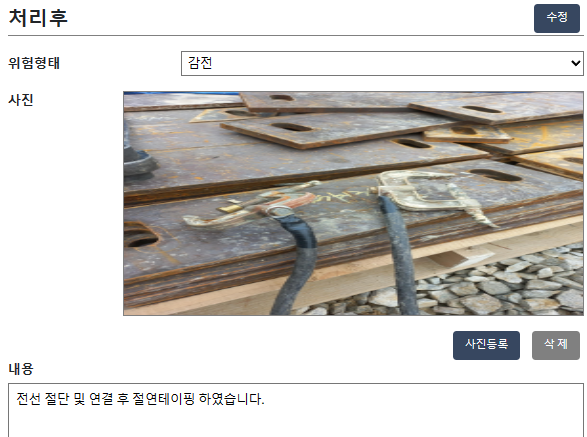 처리후
수정
위험형태
감전
사진
사진등록
삭 제
내용
전선 절단 및 연결 후 절연테이핑 하였습니다.